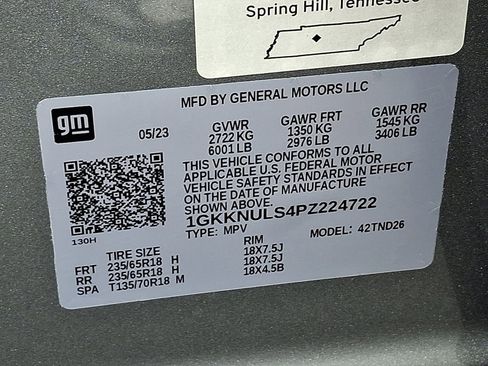 Spring Hill, Tennessee
MFD BY GENERAL MOTORS LLC
gm
05/23
GVWR GAWR FRT GAWR RR
2722 KG 1350 KG 1545 KG
6001 LB 2976 LB 3406 LB
THIS VEHICLE CONFORMS TO ALL
APPLICABLE U.S. FEDERAL MOTOR
VEHICLE SAFETY STANDARDS IN EFFECT
ON THE DATE OF MANUFACTURE
SHOWN ABOVE.
1GKKNULS4PZ224722
130H
TYPE: MPV MODEL: 42TND26
TIRE SIZE RIM
FRT 235/65R18 H 18X7.5J
RR 235/65R18 H 18X7.5J
SPA T135/70R18 M 18X4.5B